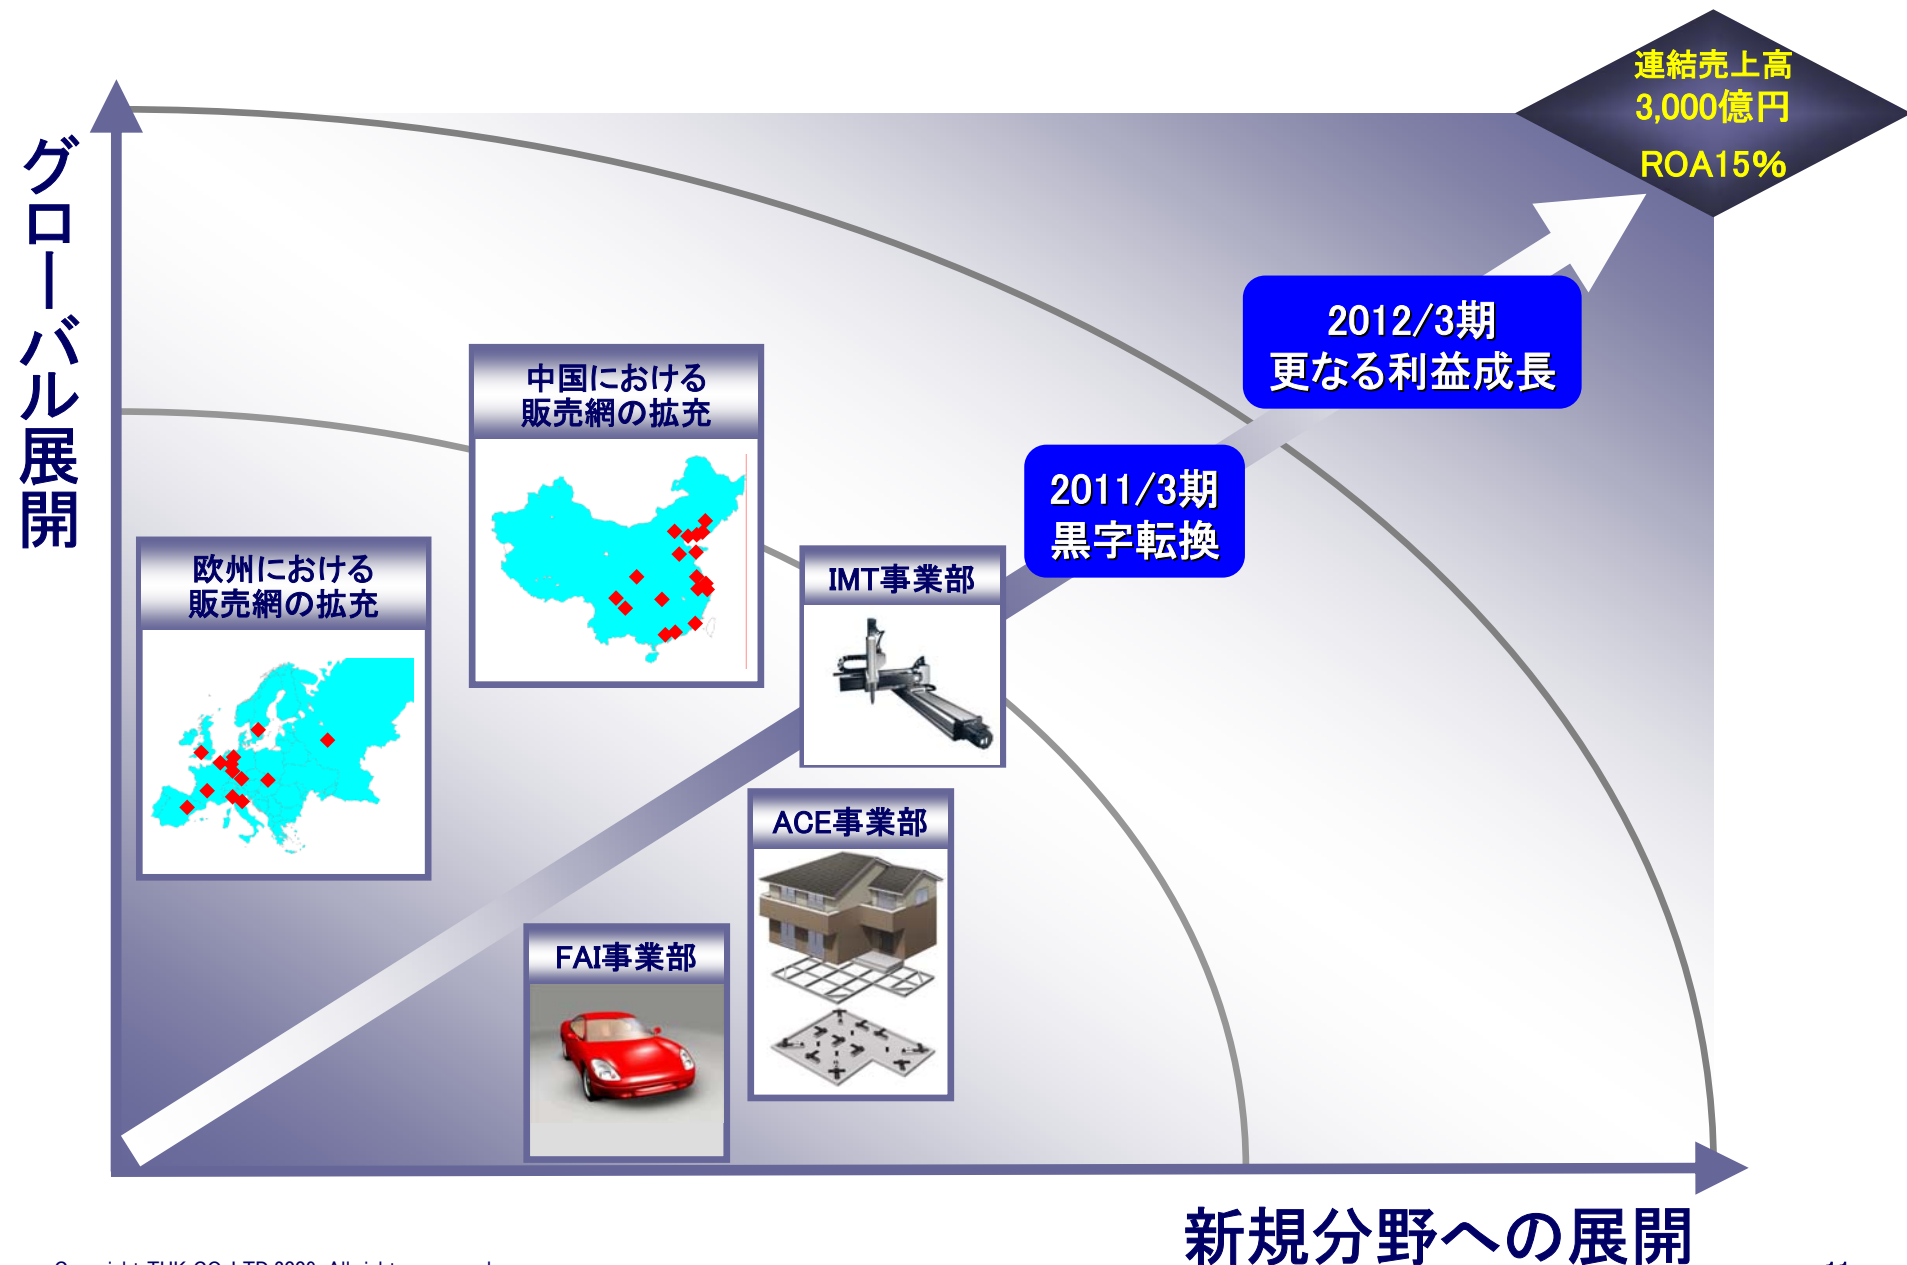 連結売上高
3,000億円
ROA15%
グローバル展開
2012/3期
更なる利益成長
中国における
販売網の拡充
2011/3期
黒字転換
欧州における
販売網の拡充
IMT事業部
ACE事業部
FAI事業部
新規分野への展開